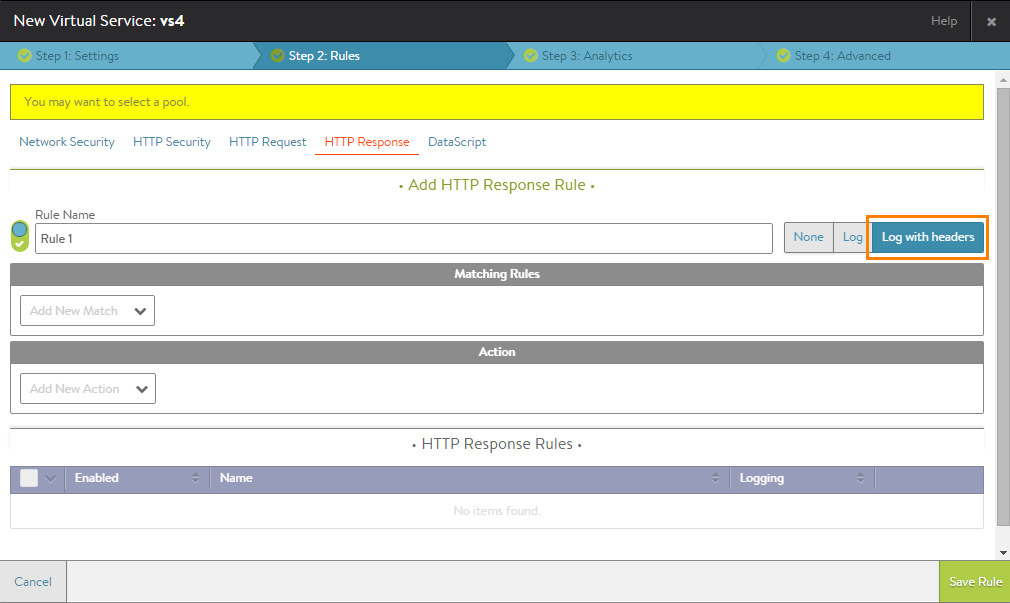 New Virtual Service: vs4
Help
Step 1: Settings
Step 2: Rules
Step 3: Analytics
Step 4: Advanced
You may want to select a pool.
Network Security
HTTP Security
HTTP Request
HTTP Response
DataScript
• Add HTTP Response Rule •
Rule Name
Rule 1
None
Log
Log with headers
Matching Rules
Add New Match
Action
Add New Action
• HTTP Response Rules •
Enabled
Name
Logging
No items found.
Cancel
Save Rule